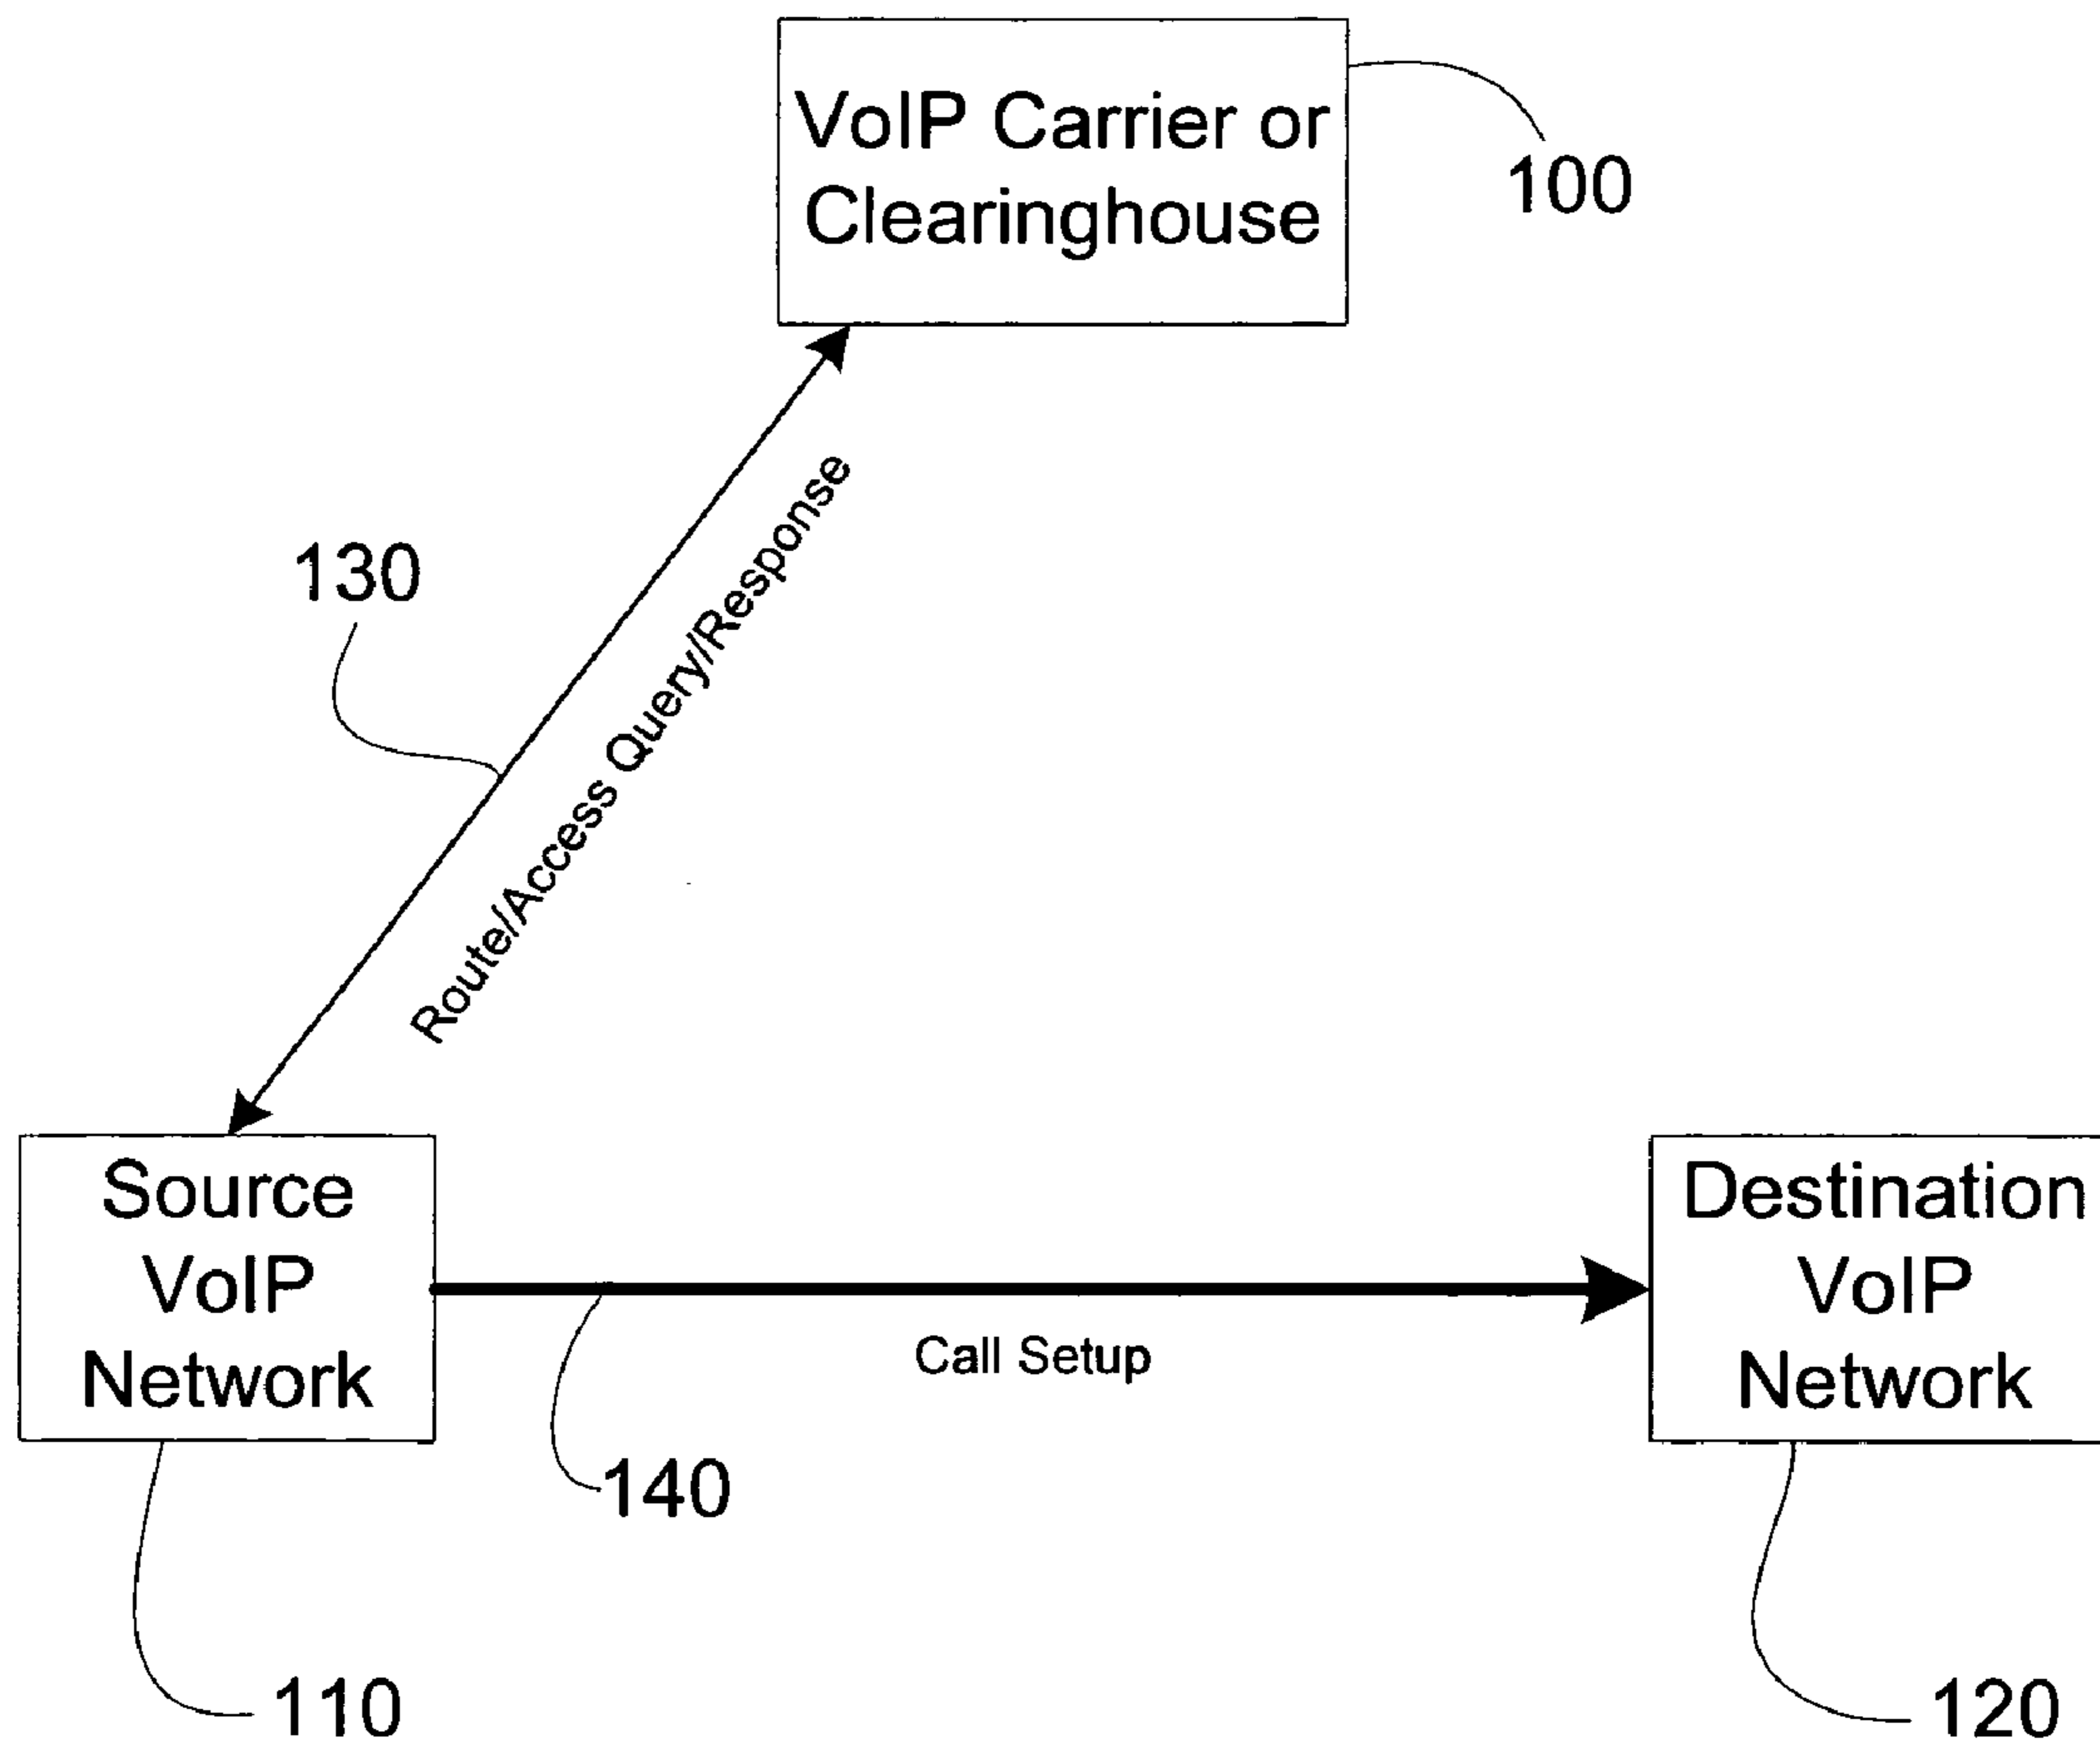 VoIP Carrier or
Clearinghouse
100
130
Route/Access Query/Response
Source
VoIP
Network
Destination
VoIP
Network
Call Setup
140
110
120